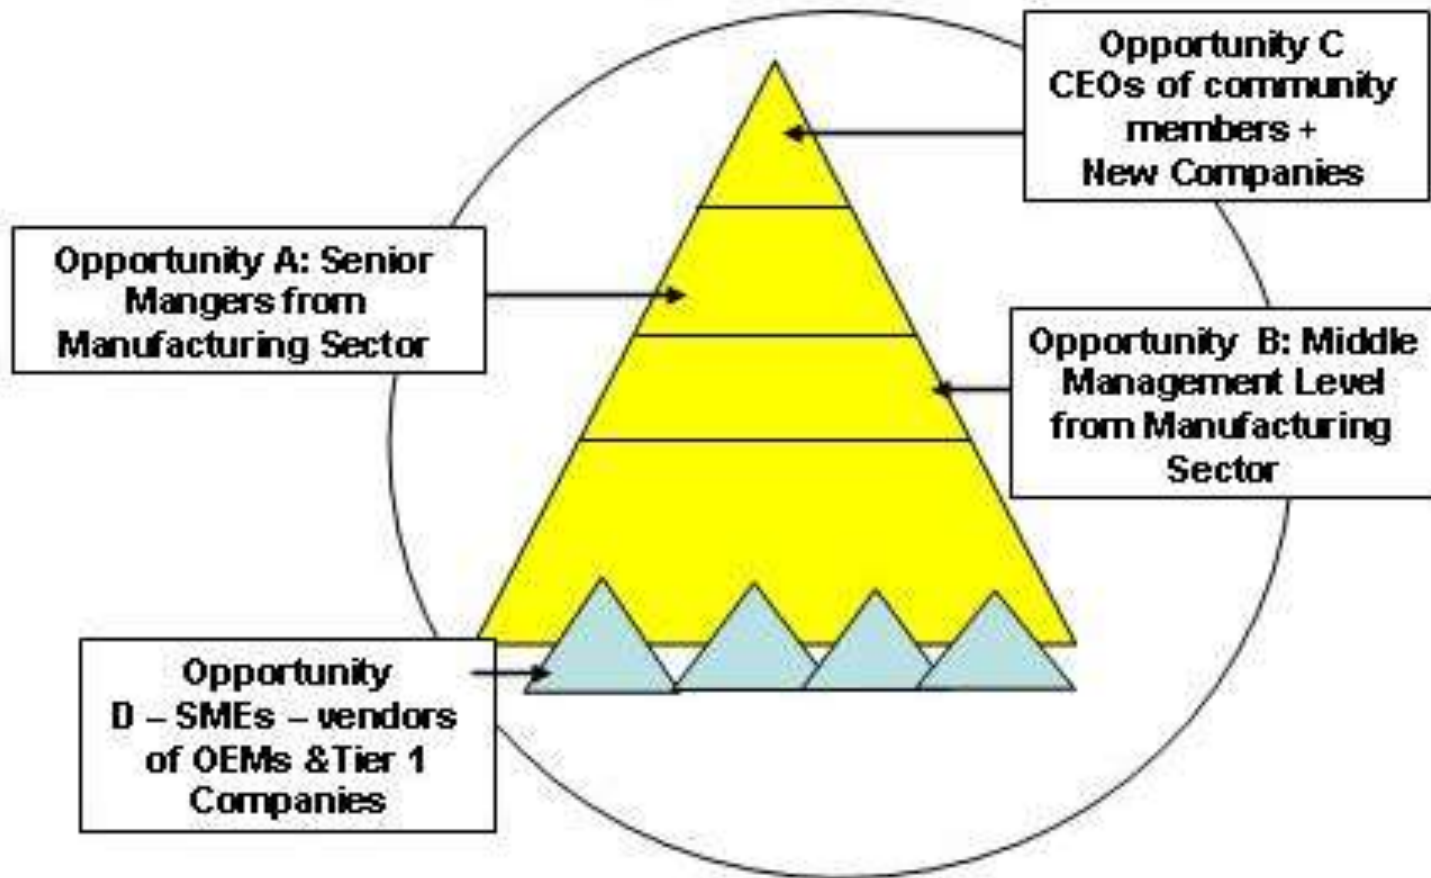 Opportunity C
CEOs of community
members +
New Companies
Opportunity A: Senior
Mangers from
Manufacturing Sector
Opportunity B: Middle
Management Level
from Manufacturing
Sector
Opportunity
D – SMEs – vendors
of OEMs &Tier 1
Companies